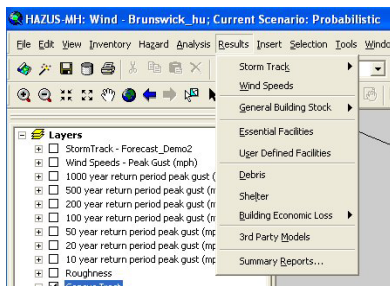 HAZUS-MH: Wind - Brunswick_hu; Current Scenario: Probabilistic
File Edit View Inventory Hazard Analysis Results Insert Selection Tools Windo
Storm Track
Wind Speeds
General Building Stock
Essential Facilities
User Defined Facilities
Debris
Shelter
Building Economic Loss
3rd Party Models
Summary Reports...
Layers
StormTrack - Forecast_Demo2
Wind Speeds - Peak Gust (mph)
1000 year return period peak gust (
500 year return period peak gust (m
200 year return period peak gust (m
100 year return period peak gust (m
50 year return period peak gust (mp
20 year return period peak gust (mp
10 year return period peak gust (mp
Roughness